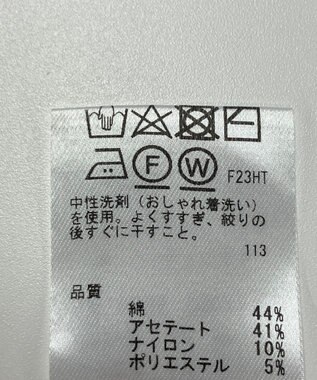 F W F23HT
中性洗剤（おしゃれ着洗い）
を使用。よくすすぎ、絞りの
後すぐに干すこと。
113
品質
綿 44%
アセテート 41%
ナイロン 10%
ポリエステル 5%